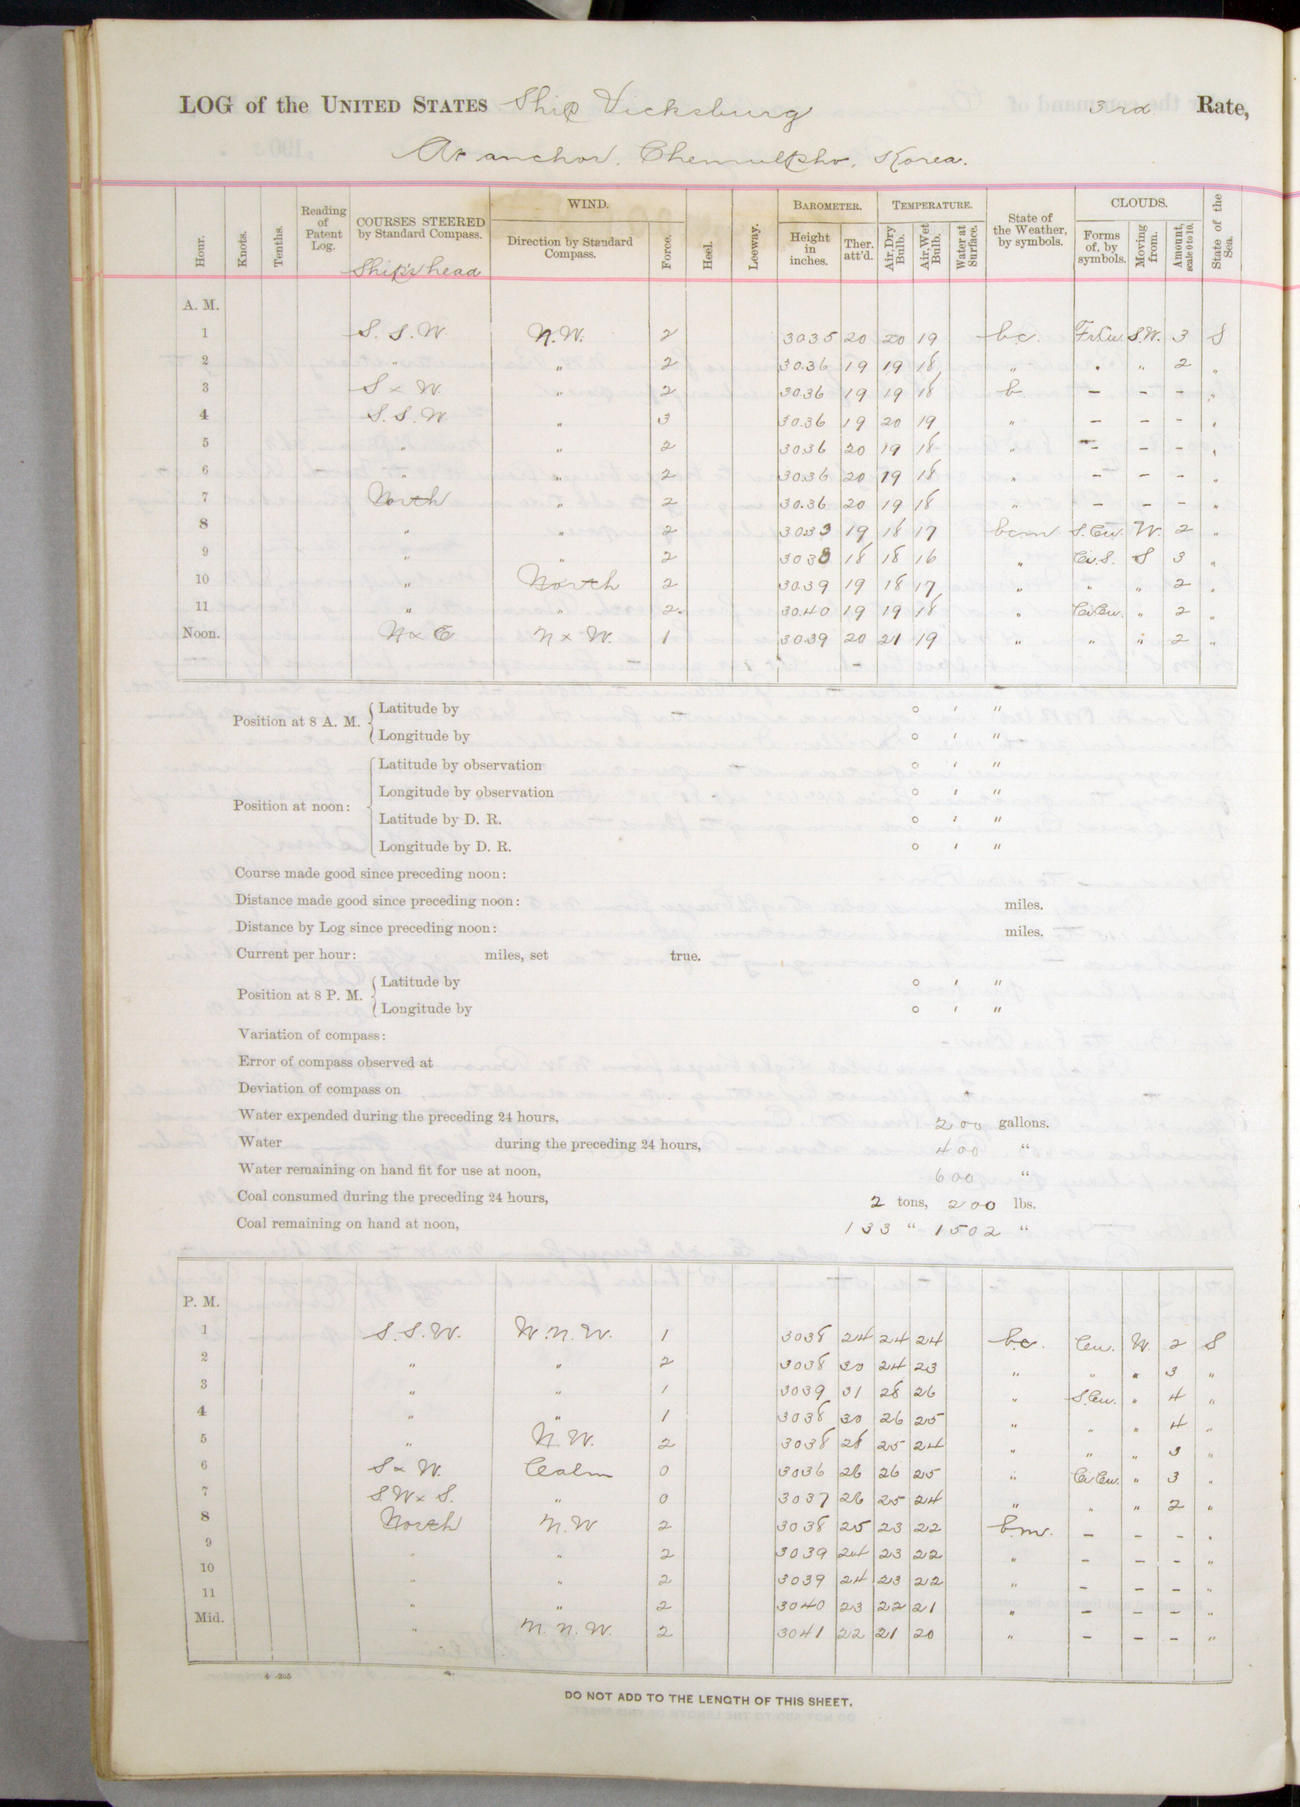 LOG of the UNITED STATES Ship Vicksburg 3rd Rate,
At anchor, Chemulpho, Korea.
Hour. Knots. Tenths. Reading of Patent Log. COURSES STEERED by Standard Compass. WIND. Direction by Standard Compass. Force. Heel. Leeway. BAROMETER. Height in inches. Ther. att'd. TEMPERATURE. Air, Dry Bulb. Air, Wet Bulb. Water at Surface. State of the Weather, by symbols. CLOUDS. Forms of, by symbols. Moving from. Amount, scale 0 to 10. State of the Sea.
Ship's head
A. M.
1 S. S. W. N. W. 2 30 35 20 20 19 b.c. S.W. 3 S
2 " " 2 30.36 19 19 18 " " " 2 "
3 S x W. " 2 30.36 19 19 18 b. - - - "
4 S. S. W " 3 30.36 19 20 19 " - - - "
5 " " 2 30 36 20 19 18 " - - - "
6 " " 2 30 36 20 19 18 " - - - "
7 North " 2 30.36 20 19 18 " - - - "
8 " " 2 30 33 19 18 17 bcm S.Cu. W. 2 "
9 " " 2 30 38 18 18 16 " Ci.S. S 3 "
10 " North 2 30.39 19 18 17 " " " 2 "
11 " " 2 30.40 19 19 18 " Ci.Cu. " 2 "
Noon. N x E N x W. 1 30.39 20 21 19 " " " 2 "
Position at 8 A. M. Latitude by ° ' "
Longitude by ° ' "
Position at noon: Latitude by observation ° ' "
Longitude by observation ° ' "
Latitude by D. R. ° ' "
Longitude by D. R. ° ' "
Course made good since preceding noon:
Distance made good since preceding noon: miles.
Distance by Log since preceding noon: miles.
Current per hour: miles, set true.
Position at 8 P. M. Latitude by ° ' "
Longitude by ° ' "
Variation of compass:
Error of compass observed at
Deviation of compass on
Water expended during the preceding 24 hours, 200 gallons.
Water during the preceding 24 hours, 400 "
Water remaining on hand fit for use at noon, 600 "
Coal consumed during the preceding 24 hours, 2 tons, 200 lbs.
Coal remaining on hand at noon, 133 " 1502 "
P. M.
1 S. S. W. W. N. W. 1 30 38 24 24 24 b.c. Cu. W. 2 S
2 " " 2 30 38 30 24 23 " " " 3 "
3 " " 1 30 39 31 28 26 " S.Cu. " 4 "
4 " " 1 30 38 30 26 25 " " " 4 "
5 " N. W. 2 30 38 28 25 24 " " " 3 "
6 S x W. Calm 0 30 36 26 26 25 " Ci.Cu. " 3 "
7 S W x S. " 0 30 37 26 25 24 " " " 2 "
8 North N. W 2 30 38 25 23 22 b.m. - - - "
9 " " 2 30 39 24 23 22 " - - - "
10 " " 2 30 39 24 23 22 " - - - "
11 " " 2 30 40 23 22 21 " - - - "
Mid. " N. N. W. 2 30 41 22 21 20 " - - - "
DO NOT ADD TO THE LENGTH OF THIS SHEET.